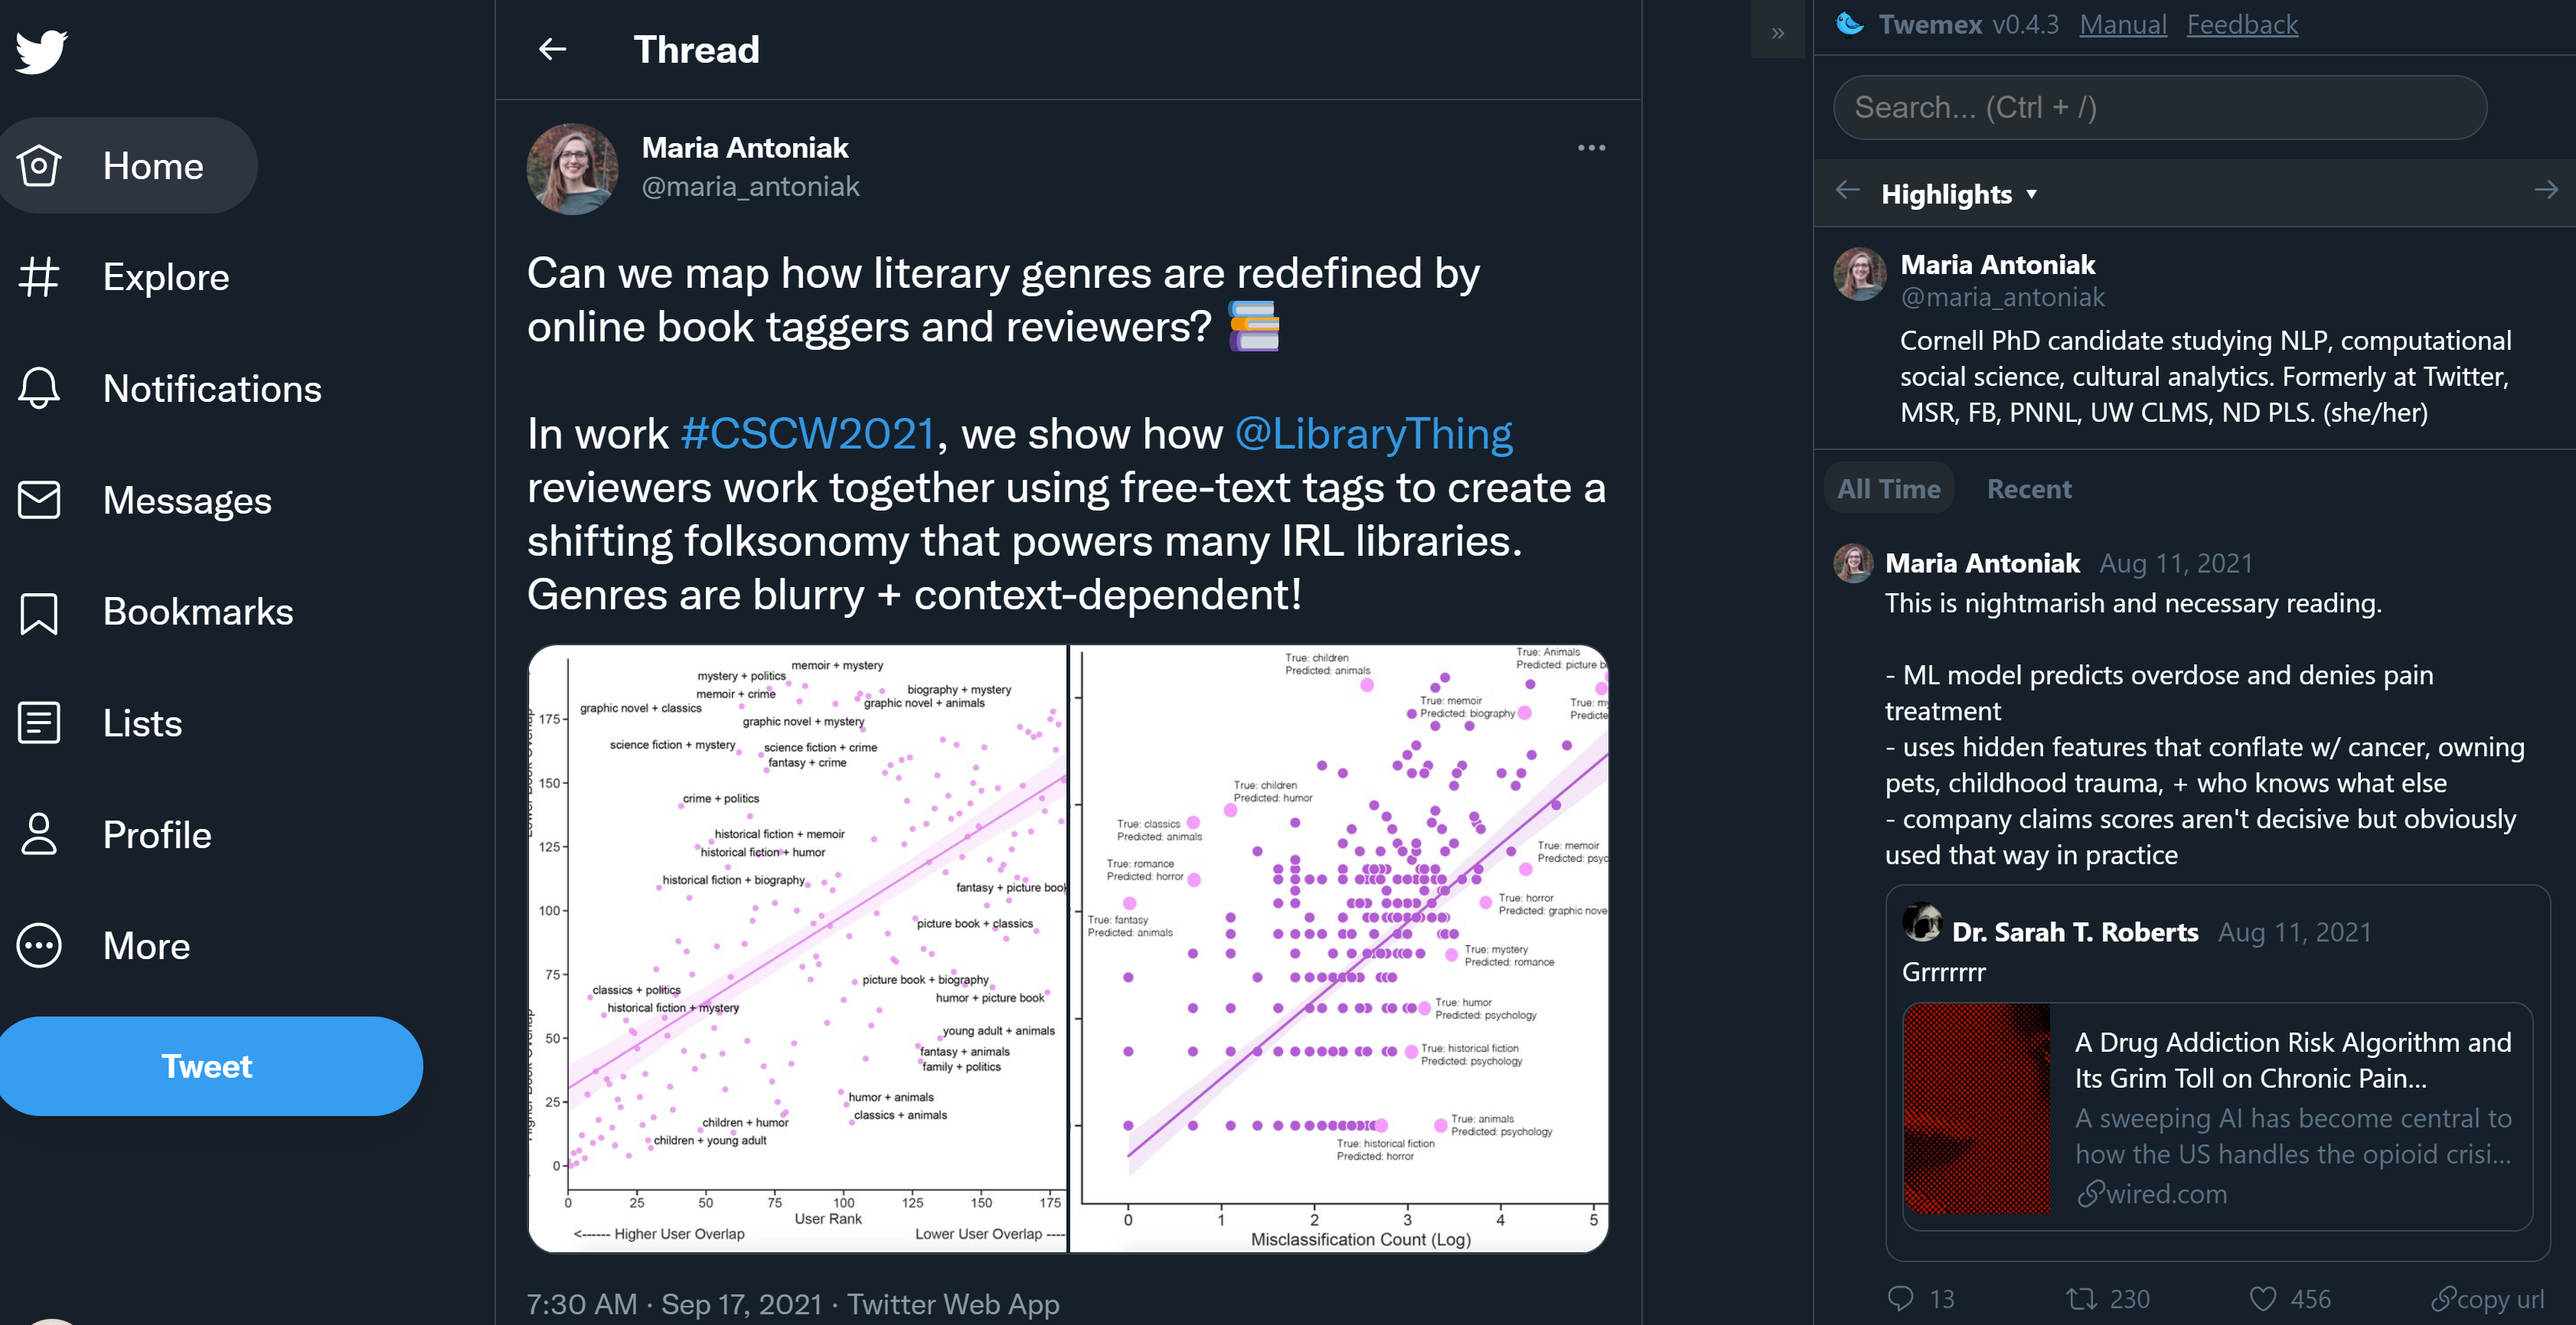 Home
Explore
Notifications
Messages
Bookmarks
Lists
Profile
More
Tweet
Thread
Maria Antoniak
@maria_antoniak
Can we map how literary genres are redefined by
online book taggers and reviewers? 📚
In work #CSCW2021, we show how @LibraryThing
reviewers work together using free-text tags to create a
shifting folksonomy that powers many IRL libraries.
Genres are blurry + context-dependent!
memoir + mystery
mystery + politics
memoir + crime
biography + mystery
graphic novel + animals
graphic novel + classics
graphic novel + mystery
science fiction + mystery
science fiction + crime
fantasy + crime
crime + politics
historical fiction + memoir
historical fiction + humor
historical fiction + biography
fantasy + picture book
picture book + classics
classics + politics
picture book + biography
humor + picture book
historical fiction + mystery
young adult + animals
fantasy + animals
family + politics
humor + animals
classics + animals
children + humor
children + young adult
175
150
125
100
75
50
25
0
0 25 50 75 100 125 150 175
User Rank
<------ Higher User Overlap
Lower User Overlap ----
True: children
Predicted: animals
True: Animals
Predicted: picture b
True: memoir
Predicted: biography
True: my
Predicte
True: children
Predicted: humor
True: classics
Predicted: animals
True: memoir
Predicted: psyc
True: romance
Predicted: horror
True: horror
Predicted: graphic nove
True: fantasy
Predicted: animals
True: mystery
Predicted: romance
True: humor
Predicted: psychology
True: historical fiction
Predicted: psychology
True: animals
Predicted: psychology
True: historical fiction
Predicted: horror
0 1 2 3 4 5
Misclassification Count (Log)
7:30 AM · Sep 17, 2021 · Twitter Web App
»
Twemex v0.4.3 Manual Feedback
Search... (Ctrl + /)
← Highlights ▼ →
Maria Antoniak
@maria_antoniak
Cornell PhD candidate studying NLP, computational
social science, cultural analytics. Formerly at Twitter,
MSR, FB, PNNL, UW CLMS, ND PLS. (she/her)
All Time Recent
Maria Antoniak Aug 11, 2021
This is nightmarish and necessary reading.
- ML model predicts overdose and denies pain
treatment
- uses hidden features that conflate w/ cancer, owning
pets, childhood trauma, + who knows what else
- company claims scores aren't decisive but obviously
used that way in practice
Dr. Sarah T. Roberts Aug 11, 2021
Grrrrrrr
A Drug Addiction Risk Algorithm and
Its Grim Toll on Chronic Pain...
A sweeping AI has become central to
how the US handles the opioid crisi...
wired.com
13 230 456 copy url